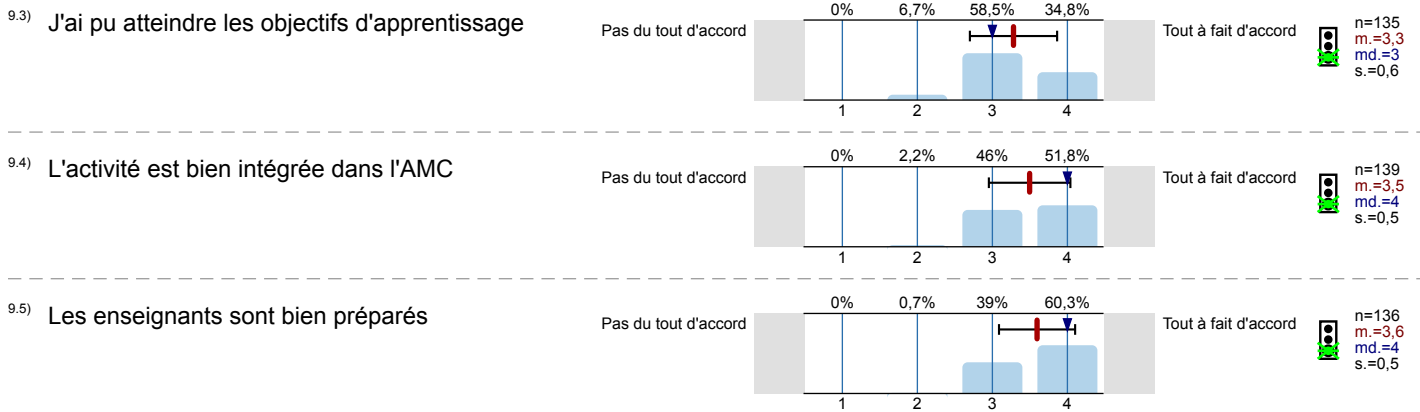 9.3) J'ai pu atteindre les objectifs d'apprentissage
0% 6,7% 58,5% 34,8%
Pas du tout d'accord Tout à fait d'accord
n=135
m.=3,3
md.=3
s.=0,6
1 2 3 4
9.4) L'activité est bien intégrée dans l'AMC
0% 2,2% 46% 51,8%
Pas du tout d'accord Tout à fait d'accord
n=139
m.=3,5
md.=4
s.=0,5
1 2 3 4
9.5) Les enseignants sont bien préparés
0% 0,7% 39% 60,3%
Pas du tout d'accord Tout à fait d'accord
n=136
m.=3,6
md.=4
s.=0,5
1 2 3 4